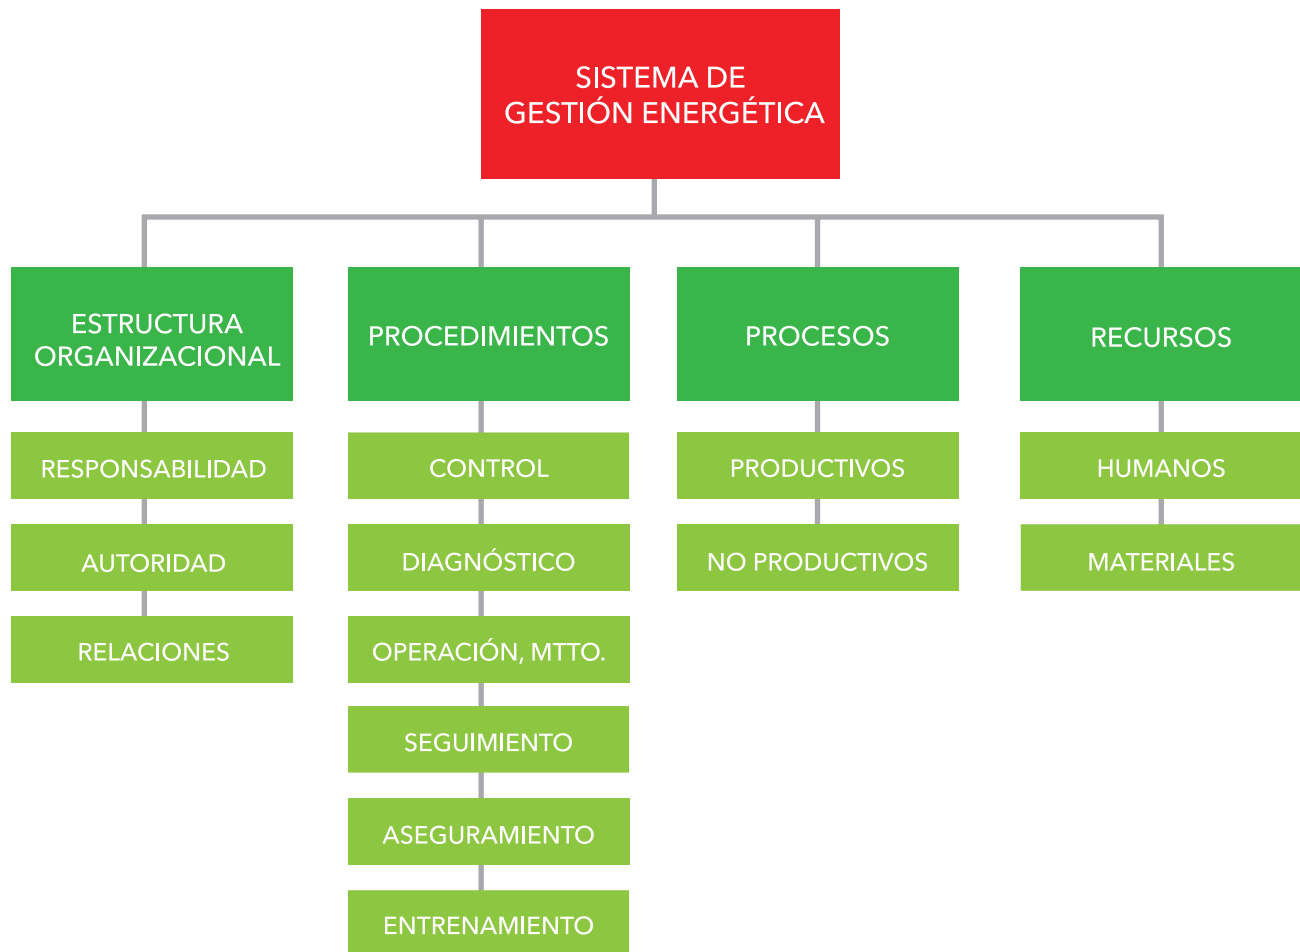 SISTEMA DE
GESTIÓN ENERGÉTICA
ESTRUCTURA
ORGANIZACIONAL
RESPONSABILIDAD
AUTORIDAD
RELACIONES
PROCEDIMIENTOS
CONTROL
DIAGNÓSTICO
OPERACIÓN, MTTO.
SEGUIMIENTO
ASEGURAMIENTO
ENTRENAMIENTO
PROCESOS
PRODUCTIVOS
NO PRODUCTIVOS
RECURSOS
HUMANOS
MATERIALES